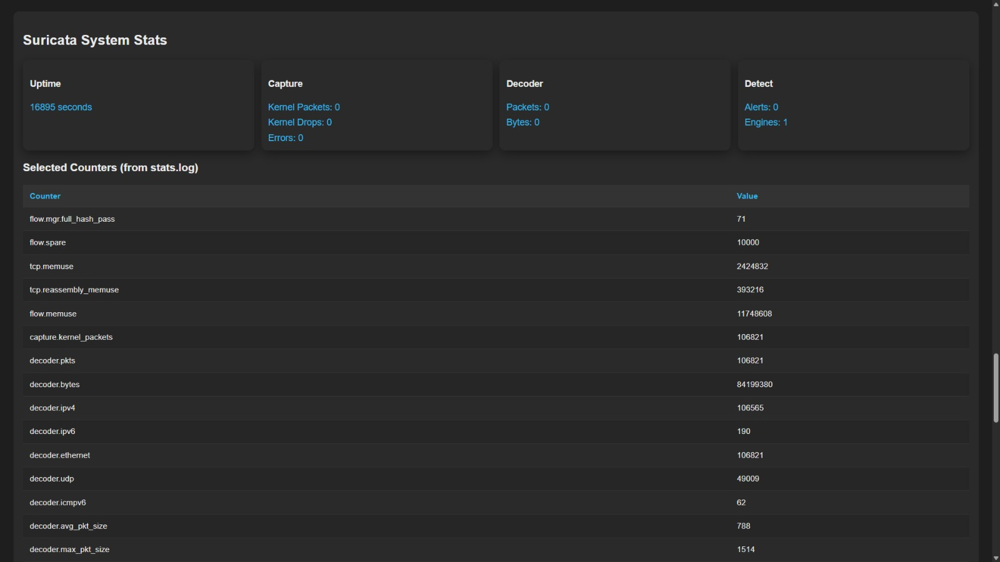 Suricata System Stats
Uptime
16895 seconds
Capture
Kernel Packets: 0
Kernel Drops: 0
Errors: 0
Decoder
Packets: 0
Bytes: 0
Detect
Alerts: 0
Engines: 1
Selected Counters (from stats.log)
Counter Value
flow.mgr.full_hash_pass 71
flow.spare 10000
tcp.memuse 2424832
tcp.reassembly_memuse 393216
flow.memuse 11748608
capture.kernel_packets 106821
decoder.pkts 106821
decoder.bytes 84199380
decoder.ipv4 106565
decoder.ipv6 190
decoder.ethernet 106821
decoder.udp 49009
decoder.icmpv6 62
decoder.avg_pkt_size 788
decoder.max_pkt_size 1514